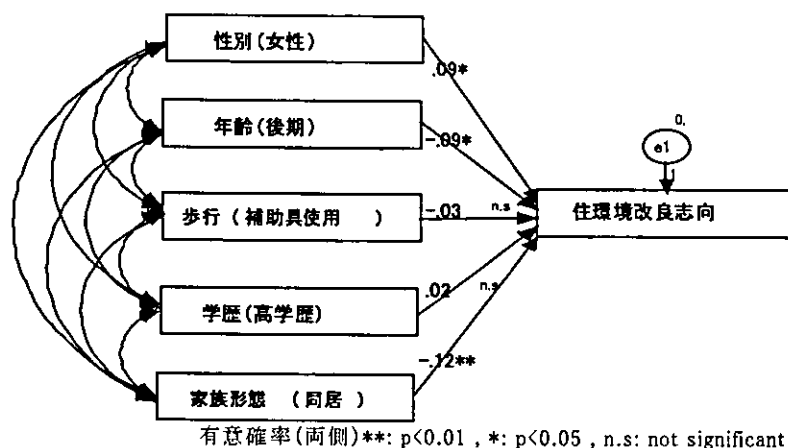 性別(女性)
.09*
0.
年齢(後期)
-.09*
e1
歩行 ( 補助具使用 )
-.03
n.s
住環境改良志向
.02
n.s
学歴(高学歴)
-.12**
家族形態 ( 同居 )
有意確率(両側)**: p<0.01 , *: p<0.05 , n.s: not significant